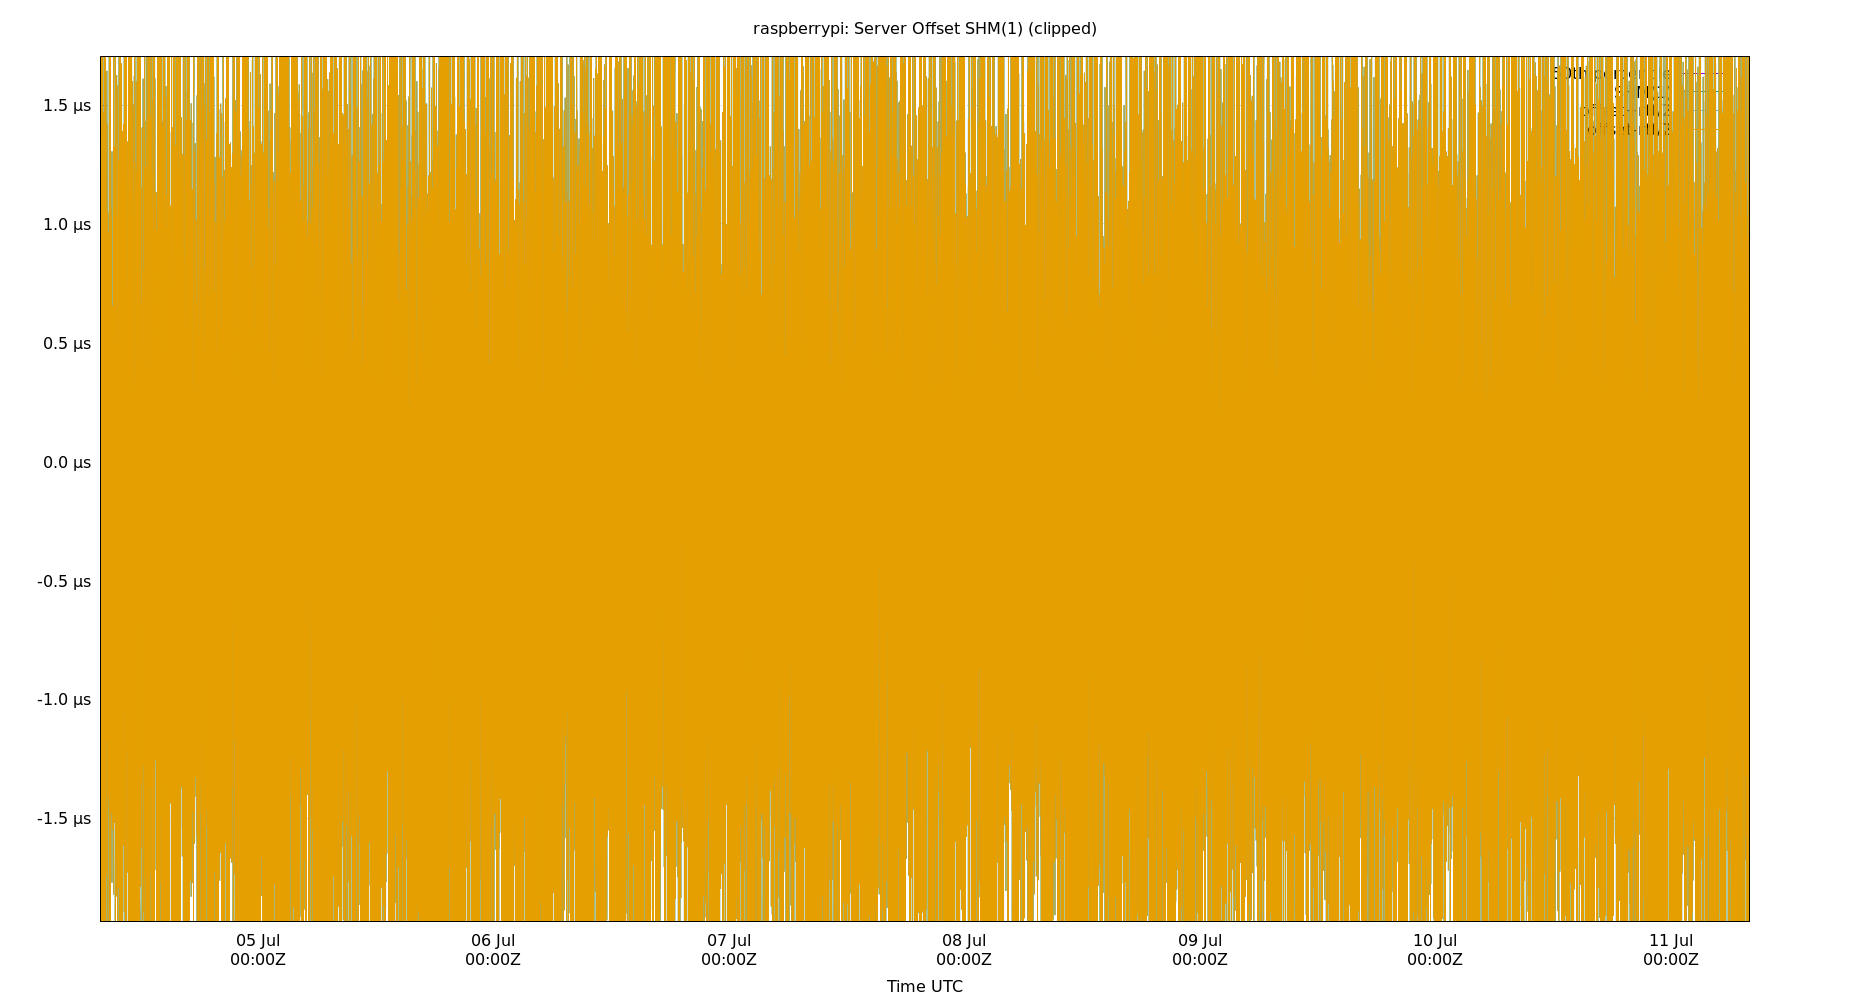 raspberrypi: Server Offset SHM(1) (clipped)
1.5 µs
1.0 µs
0.5 µs
0.0 µs
-0.5 µs
-1.0 µs
-1.5 µs
05 Jul
00:00Z
06 Jul
00:00Z
07 Jul
00:00Z
08 Jul
00:00Z
09 Jul
00:00Z
10 Jul
00:00Z
11 Jul
00:00Z
Time UTC